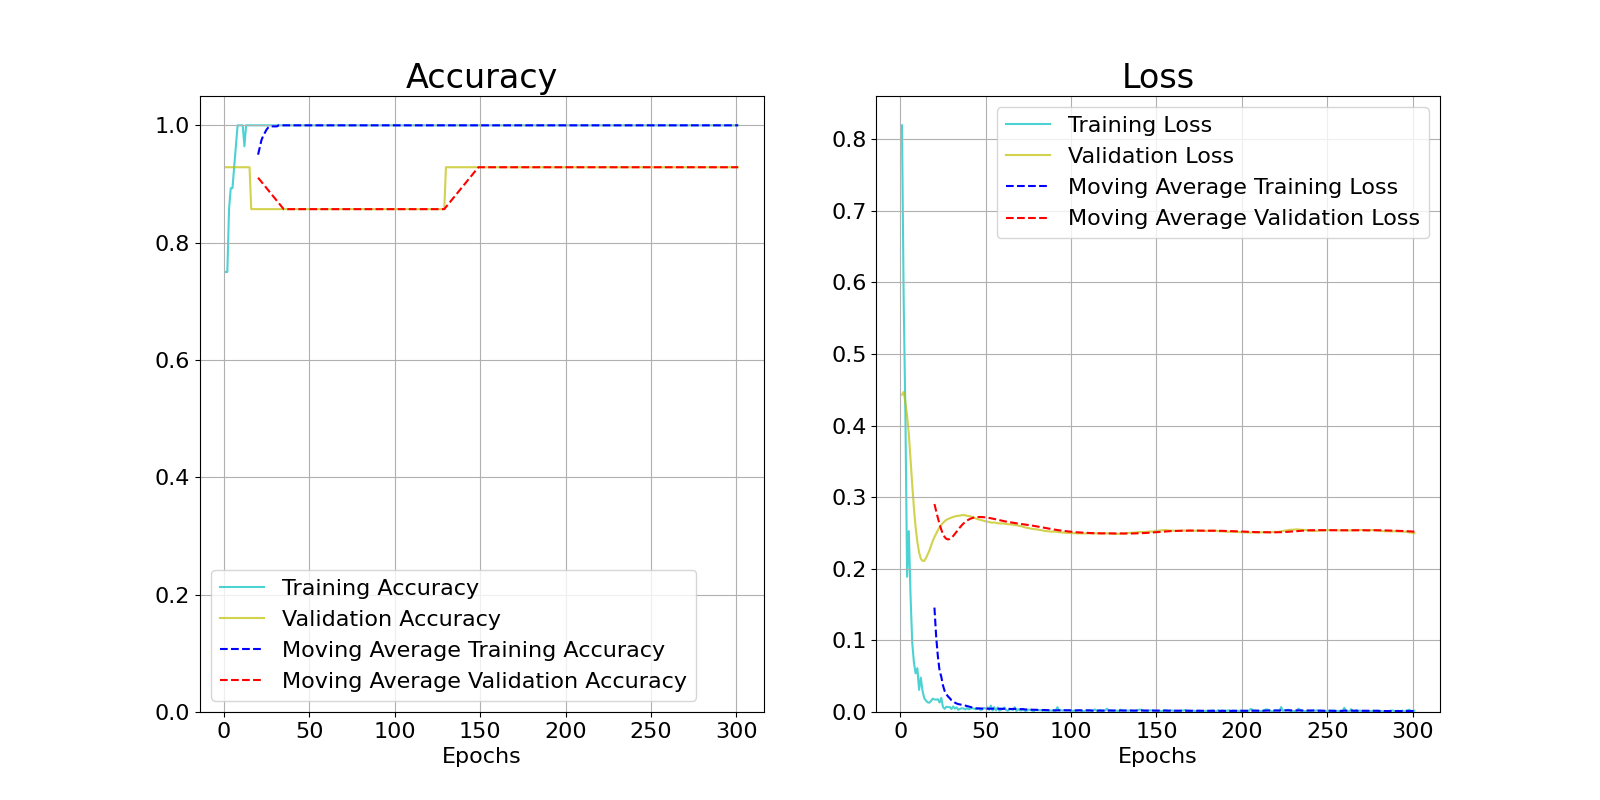 Accuracy
1.0
0.8
0.6
0.4
0.2
0.0
Training Accuracy
Validation Accuracy
Moving Average Training Accuracy
Moving Average Validation Accuracy
0 50 100 150 200 250 300
Epochs
Loss
0.8
0.7
0.6
0.5
0.4
0.3
0.2
0.1
0.0
Training Loss
Validation Loss
Moving Average Training Loss
Moving Average Validation Loss
0 50 100 150 200 250 300
Epochs